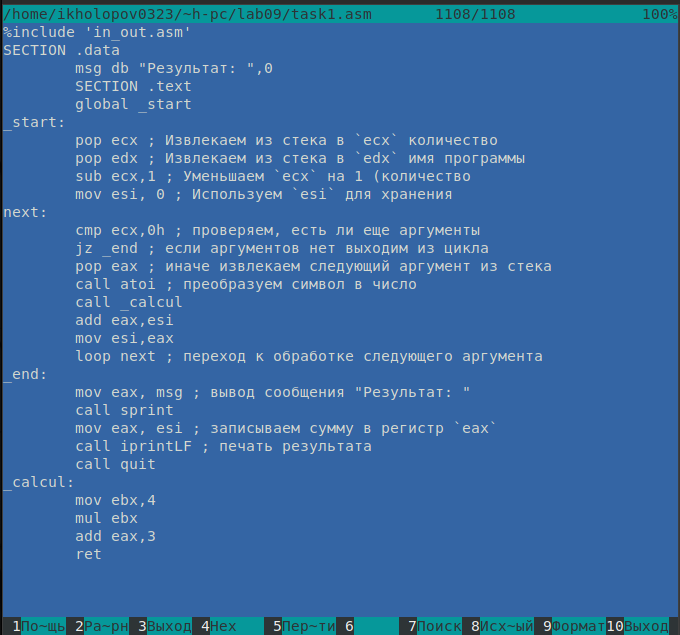 /home/ikholopov0323/~h-pc/lab09/task1.asm 1108/1108 100%
%include 'in_out.asm'
SECTION .data
msg db "Результат: ",0
SECTION .text
global _start
_start:
pop ecx ; Извлекаем из стека в `ecx` количество
pop edx ; Извлекаем из стека в `edx` имя программы
sub ecx,1 ; Уменьшаем `ecx` на 1 (количество
mov esi, 0 ; Используем `esi` для хранения
next:
cmp ecx,0h ; проверяем, есть ли еще аргументы
jz _end ; если аргументов нет выходим из цикла
pop eax ; иначе извлекаем следующий аргумент из стека
call atoi ; преобразуем символ в число
call _calcul
add eax,esi
mov esi,eax
loop next ; переход к обработке следующего аргумента
_end:
mov eax, msg ; вывод сообщения "Результат: "
call sprint
mov eax, esi ; записываем сумму в регистр `eax`
call iprintLF ; печать результата
call quit
_calcul:
mov ebx,4
mul ebx
add eax,3
ret
1По~щь 2Ра~рн 3Выход 4Hex 5Пер~ти 6 7Поиск 8Исх~ый 9Формат 10Выход